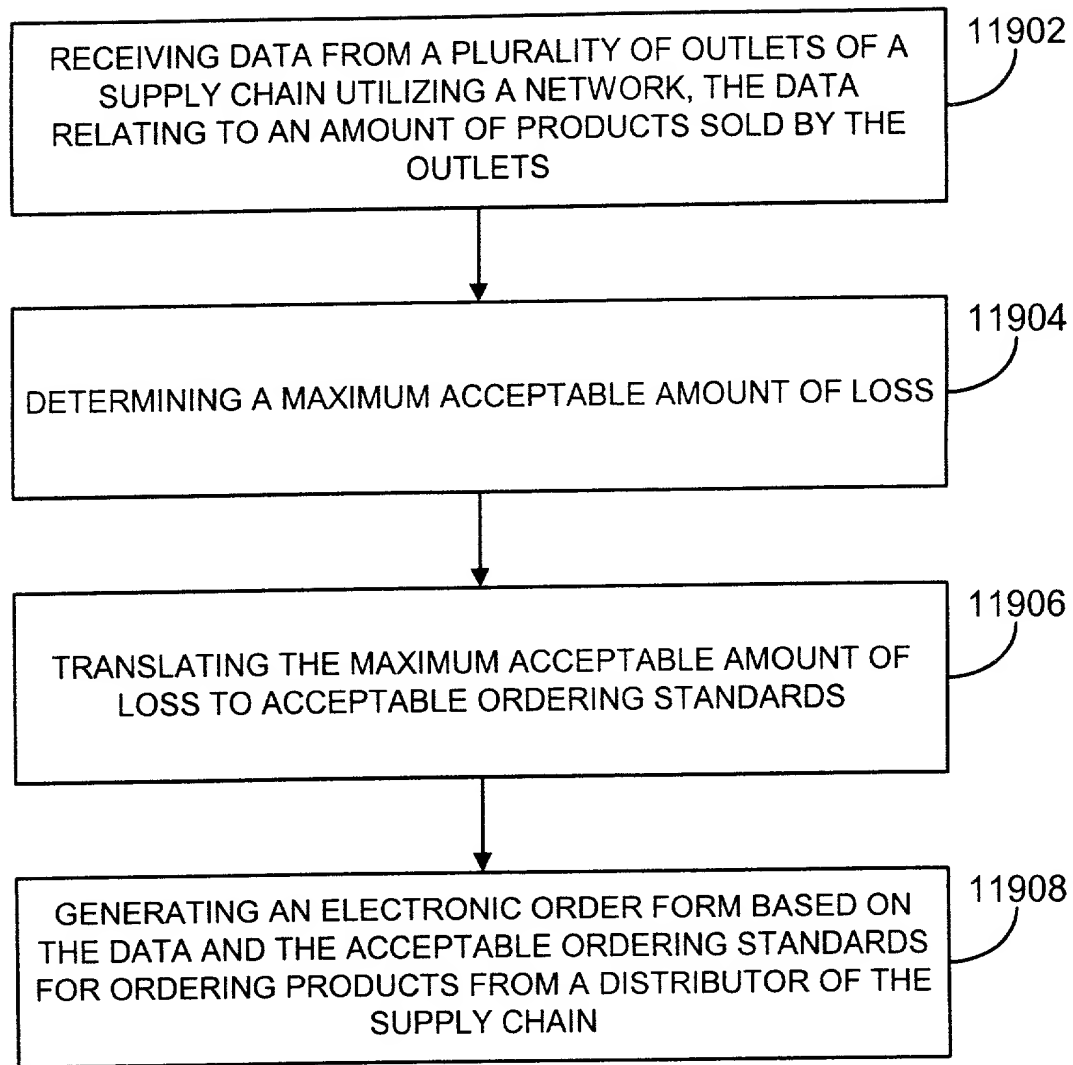 11902
RECEIVING DATA FROM A PLURALITY OF OUTLETS OF A
SUPPLY CHAIN UTILIZING A NETWORK, THE DATA
RELATING TO AN AMOUNT OF PRODUCTS SOLD BY THE
OUTLETS
11904
DETERMINING A MAXIMUM ACCEPTABLE AMOUNT OF LOSS
11906
TRANSLATING THE MAXIMUM ACCEPTABLE AMOUNT OF
LOSS TO ACCEPTABLE ORDERING STANDARDS
11908
GENERATING AN ELECTRONIC ORDER FORM BASED ON
THE DATA AND THE ACCEPTABLE ORDERING STANDARDS
FOR ORDERING PRODUCTS FROM A DISTRIBUTOR OF THE
SUPPLY CHAIN